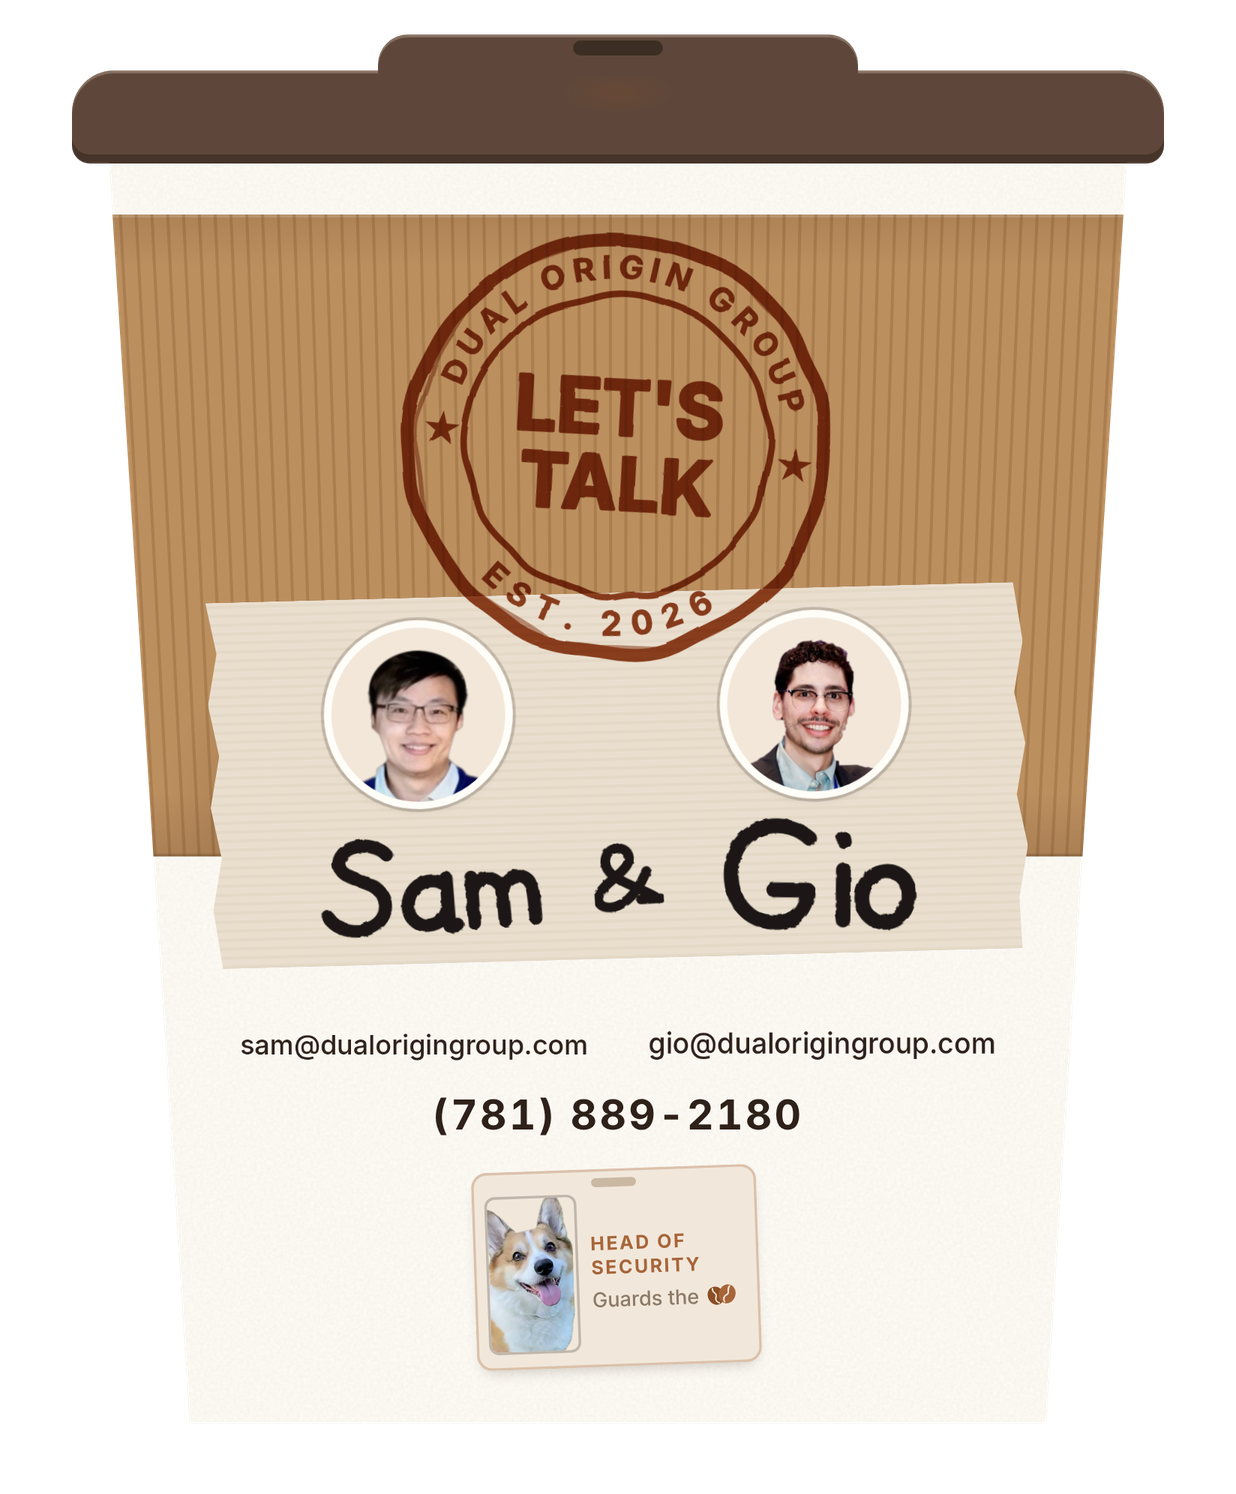 DUAL ORIGIN GROUP
LET'S
TALK
EST. 2026
Sam & Gio
sam@dualorigingroup.com
gio@dualorigingroup.com
(781) 889-2180
HEAD OF
SECURITY
Guards the